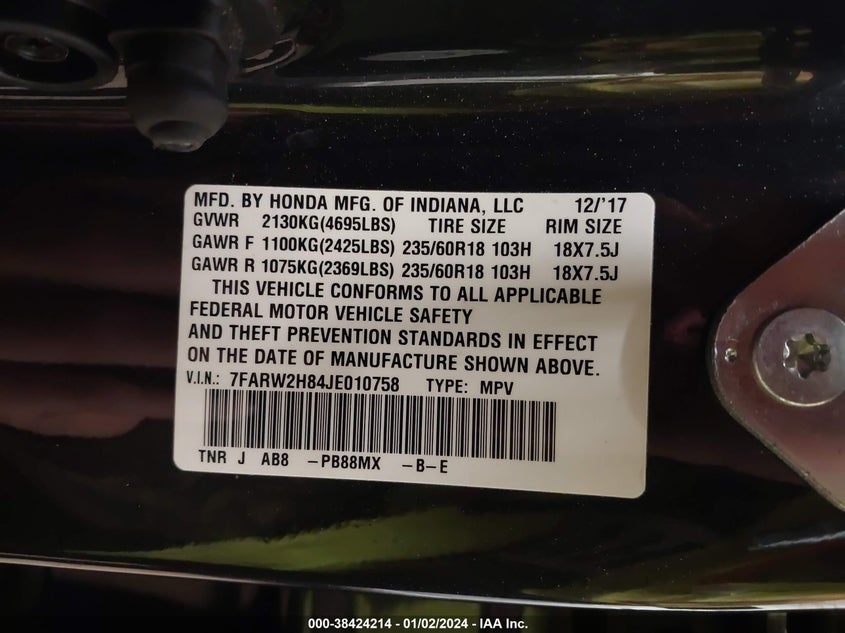 MFD. BY HONDA MFG. OF INDIANA, LLC 12/'17
GVWR 2130KG(4695LBS) TIRE SIZE RIM SIZE
GAWR F 1100KG(2425LBS) 235/60R18 103H 18X7.5J
GAWR R 1075KG(2369LBS) 235/60R18 103H 18X7.5J
THIS VEHICLE CONFORMS TO ALL APPLICABLE
FEDERAL MOTOR VEHICLE SAFETY
AND THEFT PREVENTION STANDARDS IN EFFECT
ON THE DATE OF MANUFACTURE SHOWN ABOVE.
V.I.N.: 7FARW2H84JE010758 TYPE: MPV
TNR J AB8 -PB88MX -B-E
000-38424214 - 01/02/2024 - IAA Inc.